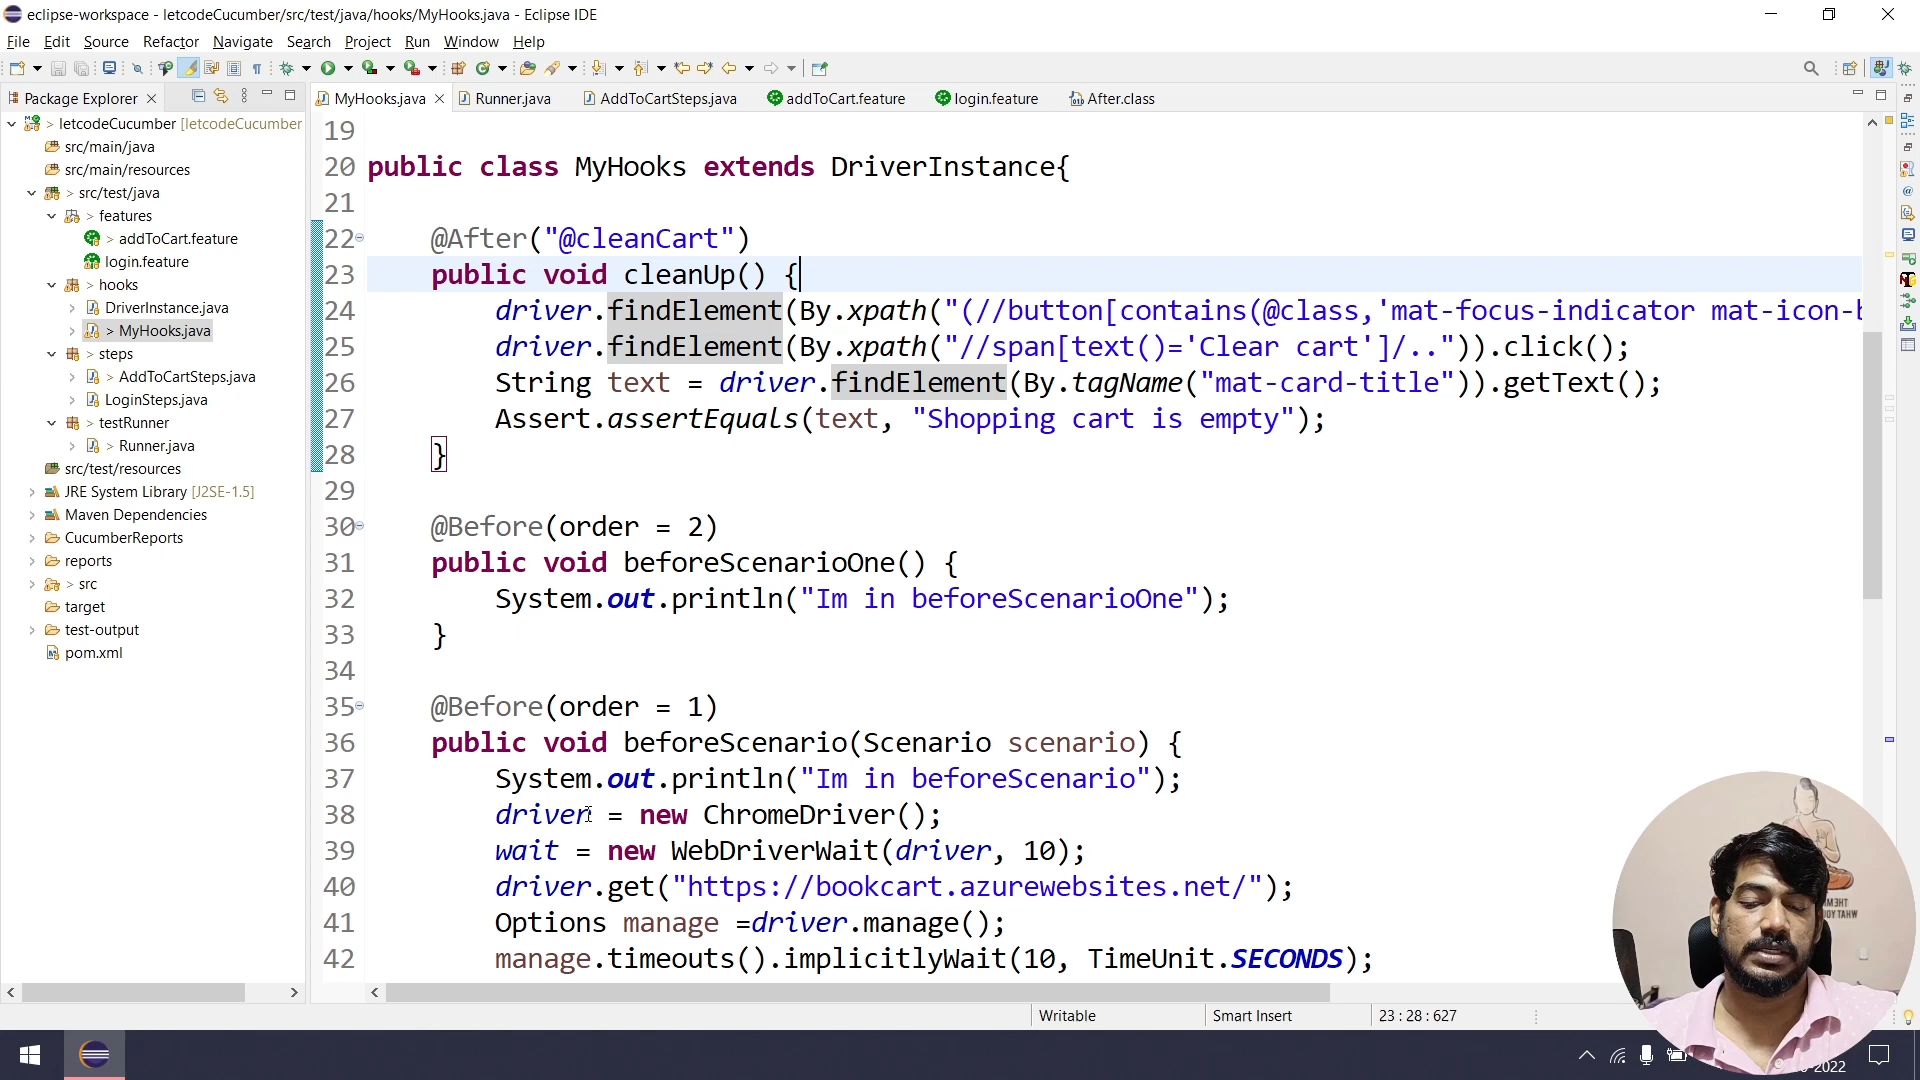 eclipse-workspace - letcodeCucumber/src/test/java/hooks/MyHooks.java - Eclipse IDE
File Edit Source Refactor Navigate Search Project Run Window Help
Package Explorer
MyHooks.java Runner.java AddToCartSteps.java addToCart.feature login.feature After.class
> letcodeCucumber [letcodeCucumber
src/main/java
src/main/resources
> src/test/java
> features
> addToCart.feature
login.feature
> hooks
DriverInstance.java
> MyHooks.java
> steps
> AddToCartSteps.java
LoginSteps.java
> testRunner
> Runner.java
src/test/resources
JRE System Library [J2SE-1.5]
Maven Dependencies
CucumberReports
reports
> src
target
test-output
pom.xml
19
20 public class MyHooks extends DriverInstance{
21
22 @After("@cleanCart")
23 public void cleanUp() {
24 driver.findElement(By.xpath("(//button[contains(@class,'mat-focus-indicator mat-icon-b
25 driver.findElement(By.xpath("//span[text()='Clear cart']/..")).click();
26 String text = driver.findElement(By.tagName("mat-card-title")).getText();
27 Assert.assertEquals(text, "Shopping cart is empty");
28 }
29
30 @Before(order = 2)
31 public void beforeScenarioOne() {
32 System.out.println("Im in beforeScenarioOne");
33 }
34
35 @Before(order = 1)
36 public void beforeScenario(Scenario scenario) {
37 System.out.println("Im in beforeScenario");
38 driver = new ChromeDriver();
39 wait = new WebDriverWait(driver, 10);
40 driver.get("https://bookcart.azurewebsites.net/");
41 Options manage =driver.manage();
42 manage.timeouts().implicitlyWait(10, TimeUnit.SECONDS);
Writable Smart Insert 23 : 28 : 627
2022